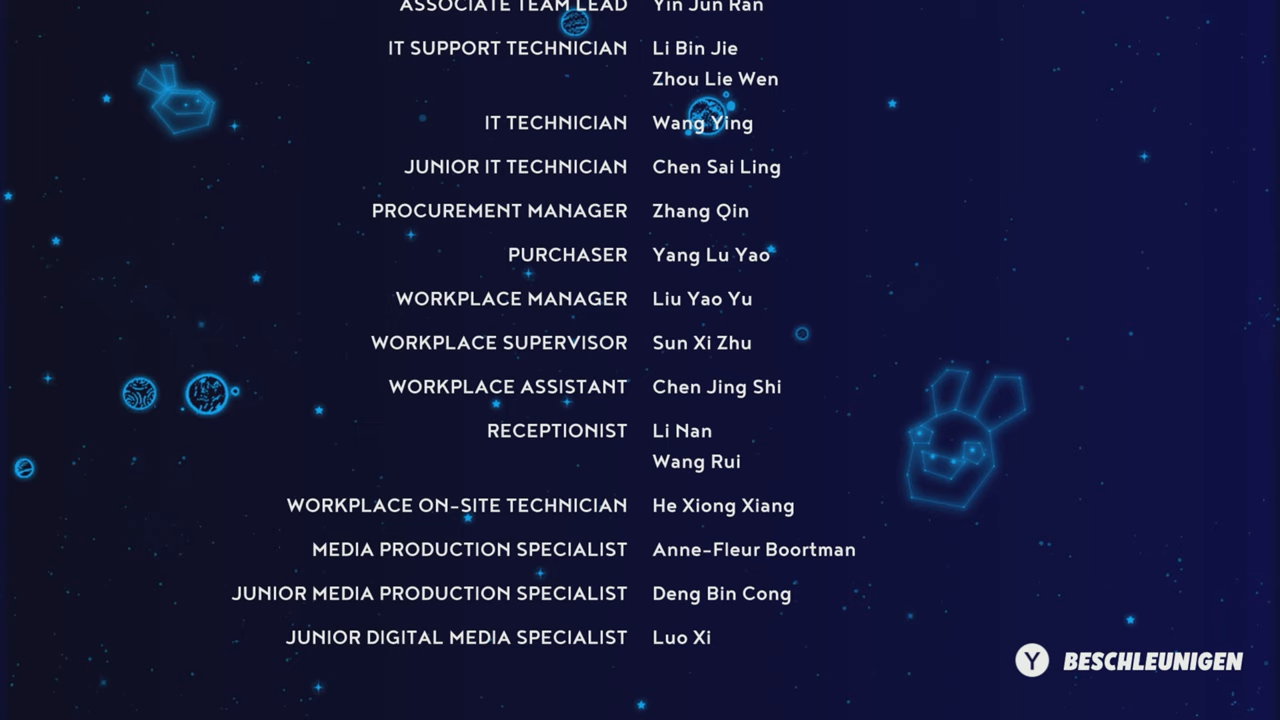 ASSOCIATE TEAM LEAD Yin Jun Ran
IT SUPPORT TECHNICIAN Li Bin Jie
Zhou Lie Wen
IT TECHNICIAN Wang Ying
JUNIOR IT TECHNICIAN Chen Sai Ling
PROCUREMENT MANAGER Zhang Qin
PURCHASER Yang Lu Yao
WORKPLACE MANAGER Liu Yao Yu
WORKPLACE SUPERVISOR Sun Xi Zhu
WORKPLACE ASSISTANT Chen Jing Shi
RECEPTIONIST Li Nan
Wang Rui
WORKPLACE ON-SITE TECHNICIAN He Xiong Xiang
MEDIA PRODUCTION SPECIALIST Anne-Fleur Boortman
JUNIOR MEDIA PRODUCTION SPECIALIST Deng Bin Cong
JUNIOR DIGITAL MEDIA SPECIALIST Luo Xi
Y BESCHLEUNIGEN